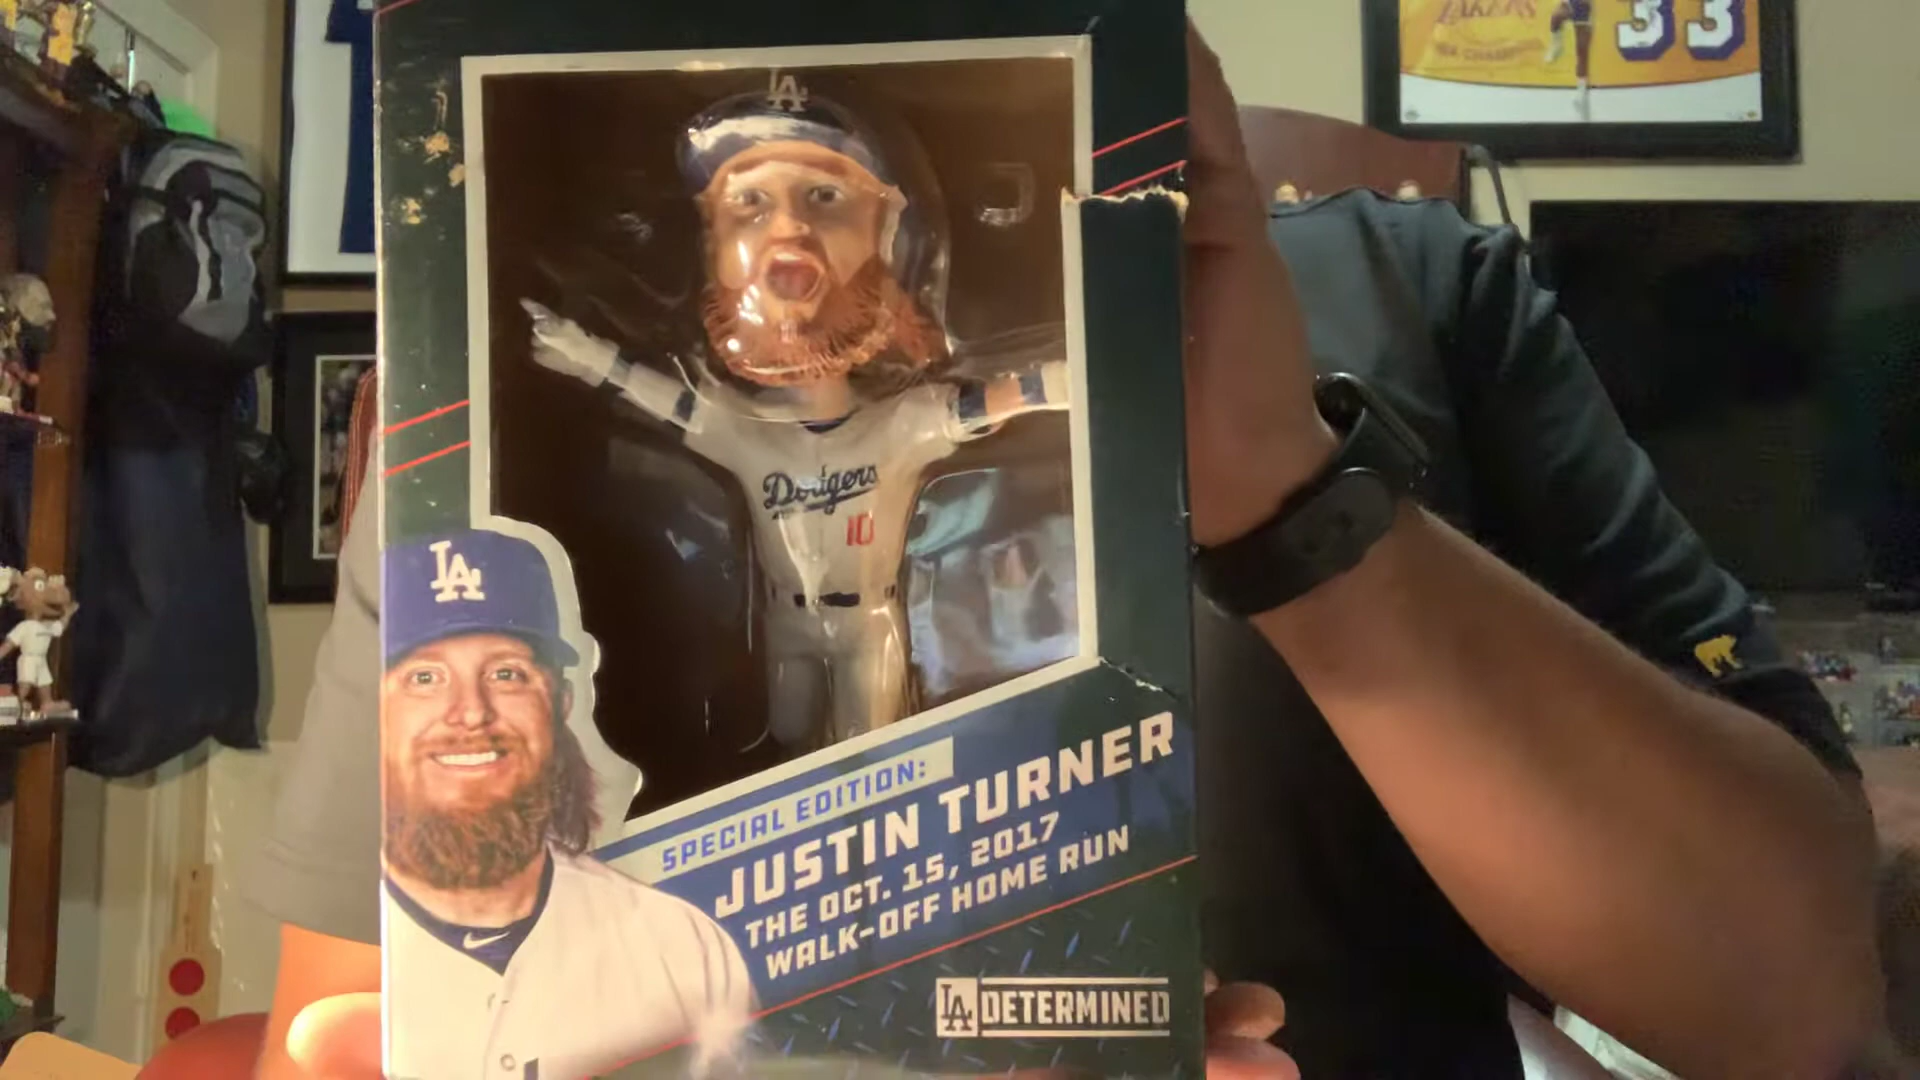 LAKERS
33
LA
Dodgers
10
LA
SPECIAL EDITION:
JUSTIN TURNER
THE OCT. 15, 2017
WALK-OFF HOME RUN
LA DETERMINED